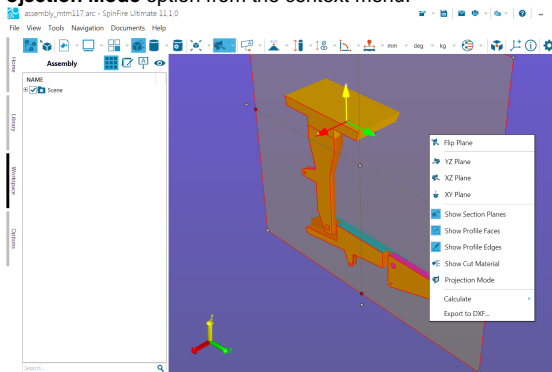 ojection Mode option from the context menu.
assembly_mtm117.arc - SpinFire Ultimate 11.1.0
File View Tools Navigation Documents Help
mm deg kg
Home
Library
Workspace
Options
Assembly
NAME
Scene
Flip Plane
YZ Plane
XZ Plane
XY Plane
Show Section Planes
Show Profile Faces
Show Profile Edges
Show Cut Material
Projection Mode
Calculate
Export to DXF...
Z
Search...